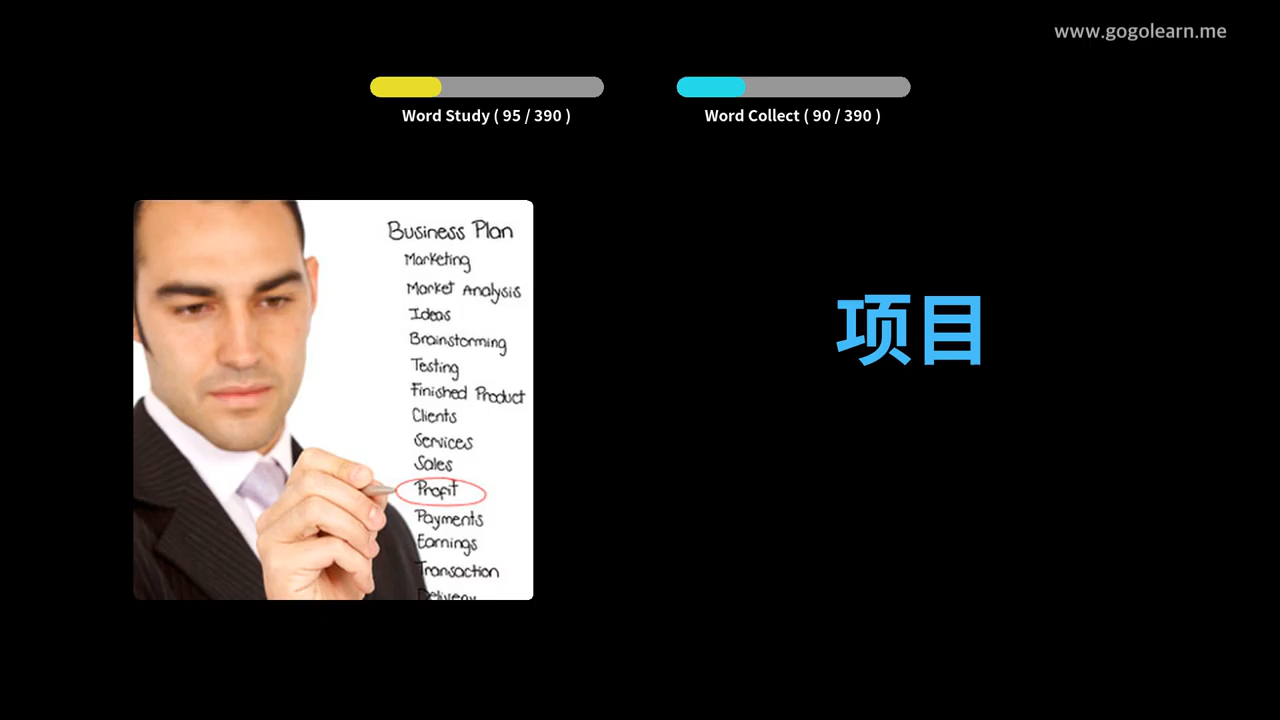 www.gogolearn.me
Word Study ( 95 / 390 )
Word Collect ( 90 / 390 )
Business Plan
Marketing
Market Analysis
Ideas
Brainstorming
Testing
Finished Product
Clients
Services
Sales
Profit
Payments
Earnings
Transaction
Delivery
项目